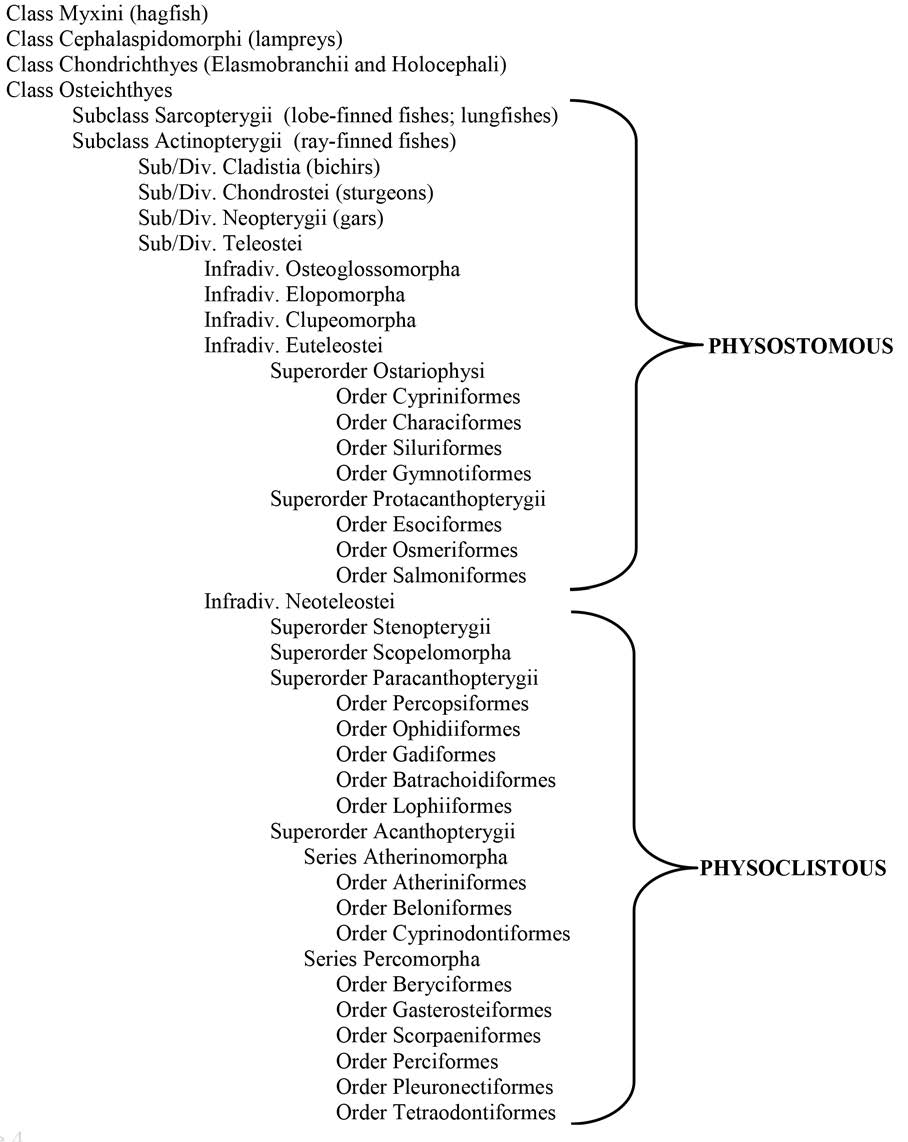 Class Myxini (hagfish)
Class Cephalaspidomorphi (lampreys)
Class Chondrichthyes (Elasmobranchii and Holocephali)
Class Osteichthyes
Subclass Sarcopterygii (lobe-finned fishes; lungfishes)
Subclass Actinopterygii (ray-finned fishes)
Sub/Div. Cladistia (bichirs)
Sub/Div. Chondrostei (sturgeons)
Sub/Div. Neopterygii (gars)
Sub/Div. Teleostei
Infradiv. Osteoglossomorpha
Infradiv. Elopomorpha
Infradiv. Clupeomorpha
Infradiv. Euteleostei
PHYSOSTOMOUS
Superorder Ostariophysi
Order Cypriniformes
Order Characiformes
Order Siluriformes
Order Gymnotiformes
Superorder Protacanthopterygii
Order Esociformes
Order Osmeriformes
Order Salmoniformes
Infradiv. Neoteleostei
Superorder Stenopterygii
Superorder Scopelomorpha
Superorder Paracanthopterygii
Order Percopsiformes
Order Ophidiiformes
Order Gadiformes
Order Batrachoidiformes
Order Lophiiformes
Superorder Acanthopterygii
Series Atherinomorpha
PHYSOCLISTOUS
Order Atheriniformes
Order Beloniformes
Order Cyprinodontiformes
Series Percomorpha
Order Beryciformes
Order Gasterosteiformes
Order Scorpaeniformes
Order Perciformes
Order Pleuronectiformes
Order Tetraodontiformes